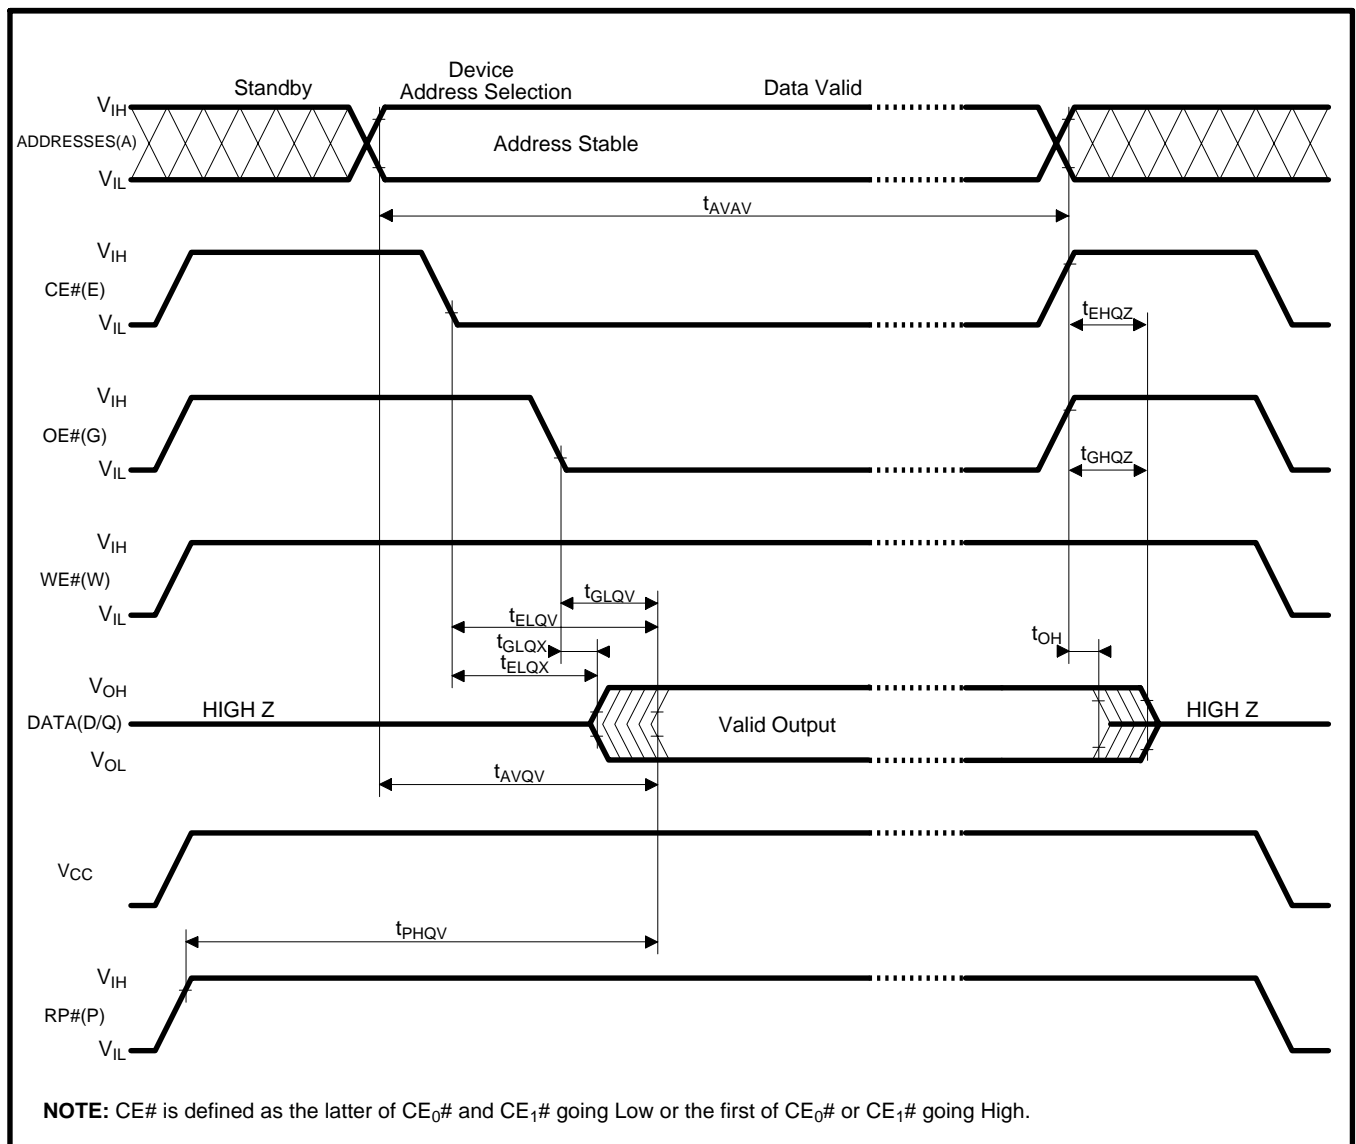 Device
Standby Address Selection Data Valid
VIH
ADDRESSES(A) Address Stable
VIL
tAVAV
VIH
CE#(E)
VIL tEHQZ
VIH
OE#(G)
VIL tGHQZ
VIH
WE#(W)
VIL
tGLQV
tELQV
tGLQX tOH
tELQX
VOH
DATA(D/Q) HIGH Z Valid Output HIGH Z
VOL
tAVQV
VCC
tPHQV
VIH
RP#(P)
VIL
NOTE: CE# is defined as the latter of CE0# and CE1# going Low or the first of CE0# or CE1# going High.